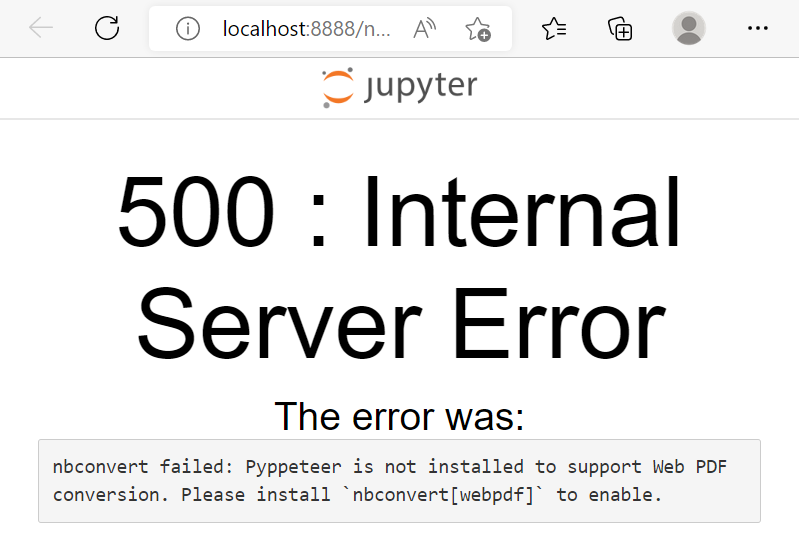 localhost:8888/n...
jupyter
500 : Internal
Server Error
The error was:
nbconvert failed: Pyppeteer is not installed to support Web PDF
conversion. Please install `nbconvert[webpdf]` to enable.